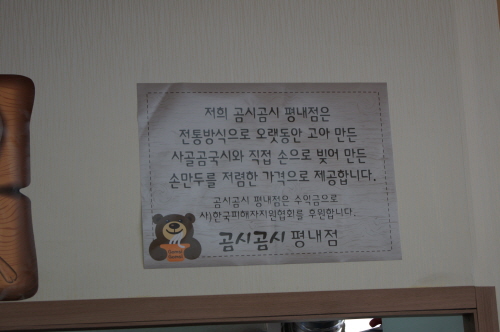 저희 곰시곰시 평내점은
전통방식으로 오랫동안 고아 만든
사골곰국시와 직접 손으로 빚어 만든
손만두를 저렴한 가격으로 제공합니다.
곰시곰시 평내점은 수익금으로
사)한국피해자지원협회를 후원합니다.
곰시곰시 평내점